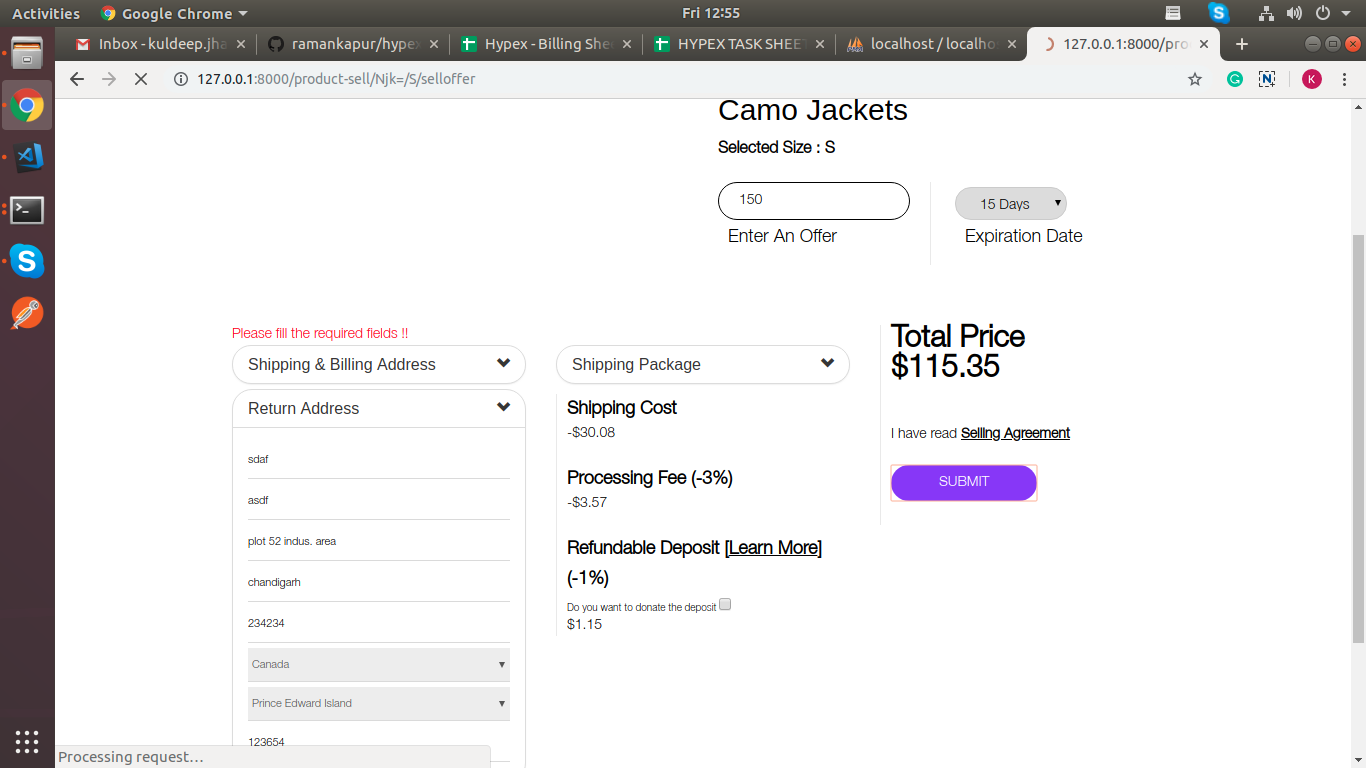 Activities
Google Chrome
Fri 12:55
Inbox - kuldeep.jha
ramankapur/hypex
Hypex - Billing Shee
HYPEX TASK SHEET
localhost / localho
127.0.0.1:8000/pro
127.0.0.1:8000/product-sell/Njk=/S/selloffer
K
Camo Jackets
Selected Size : S
150
15 Days
Enter An Offer
Expiration Date
Please fill the required fields !!
Shipping & Billing Address
Return Address
sdaf
asdf
plot 52 indus. area
chandigarh
234234
Canada
Prince Edward Island
123654
Shipping Package
Shipping Cost
-$30.08
Processing Fee (-3%)
-$3.57
Refundable Deposit [Learn More]
(-1%)
Do you want to donate the deposit
$1.15
Total Price
$115.35
I have read Selling Agreement
SUBMIT
Processing request…